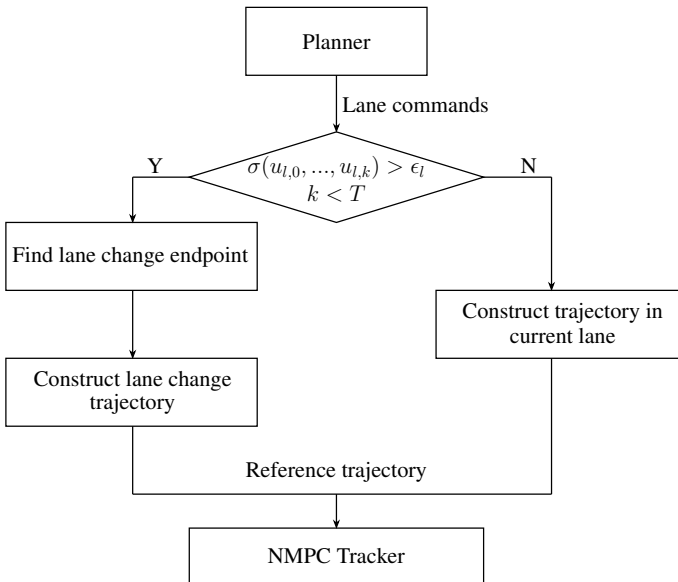 Planner
Lane commands
Y
σ(u_{l,0}, ..., u_{l,k}) > ϵ_l
k < T
N
Find lane change endpoint
Construct trajectory in
current lane
Construct lane change
trajectory
Reference trajectory
NMPC Tracker